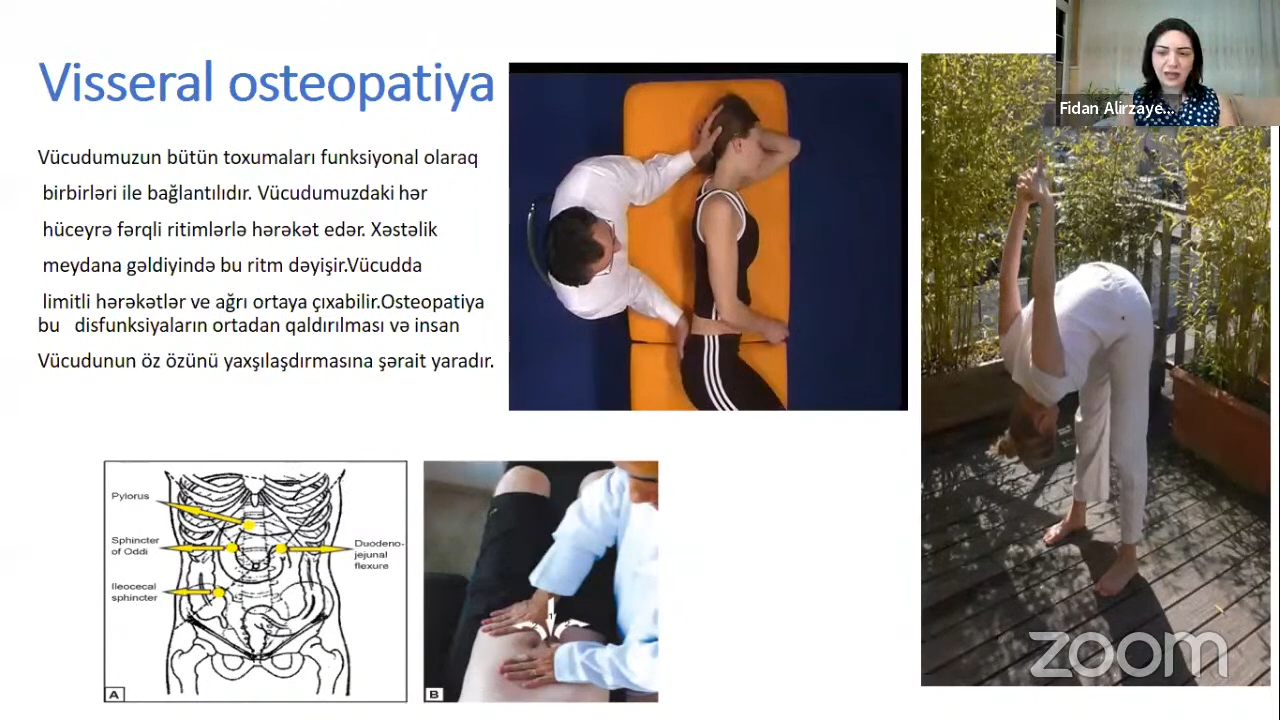 Visseral osteopatiya
Vücudumuzun bütün toxumaları funksiyonal olaraq
birbirləri ile bağlantılıdır. Vücudumuzdaki hər
hüceyrə fərqli ritimlərlə hərəkət edər. Xəstəlik
meydana gəldiyində bu ritm dəyişir.Vücudda
limitli hərəkətlər ve ağrı ortaya çıxabilir.Osteopatiya
bu disfunksiyaların ortadan qaldırılması və insan
Vücudunun öz özünü yaxşılaşdırmasına şərait yaradır.
Fidan Alirzaye...
Pylorus
Sphincter
of Oddi
Ileocecal
sphincter
Duodeno-
jejunal
flexure
A
B
zoom